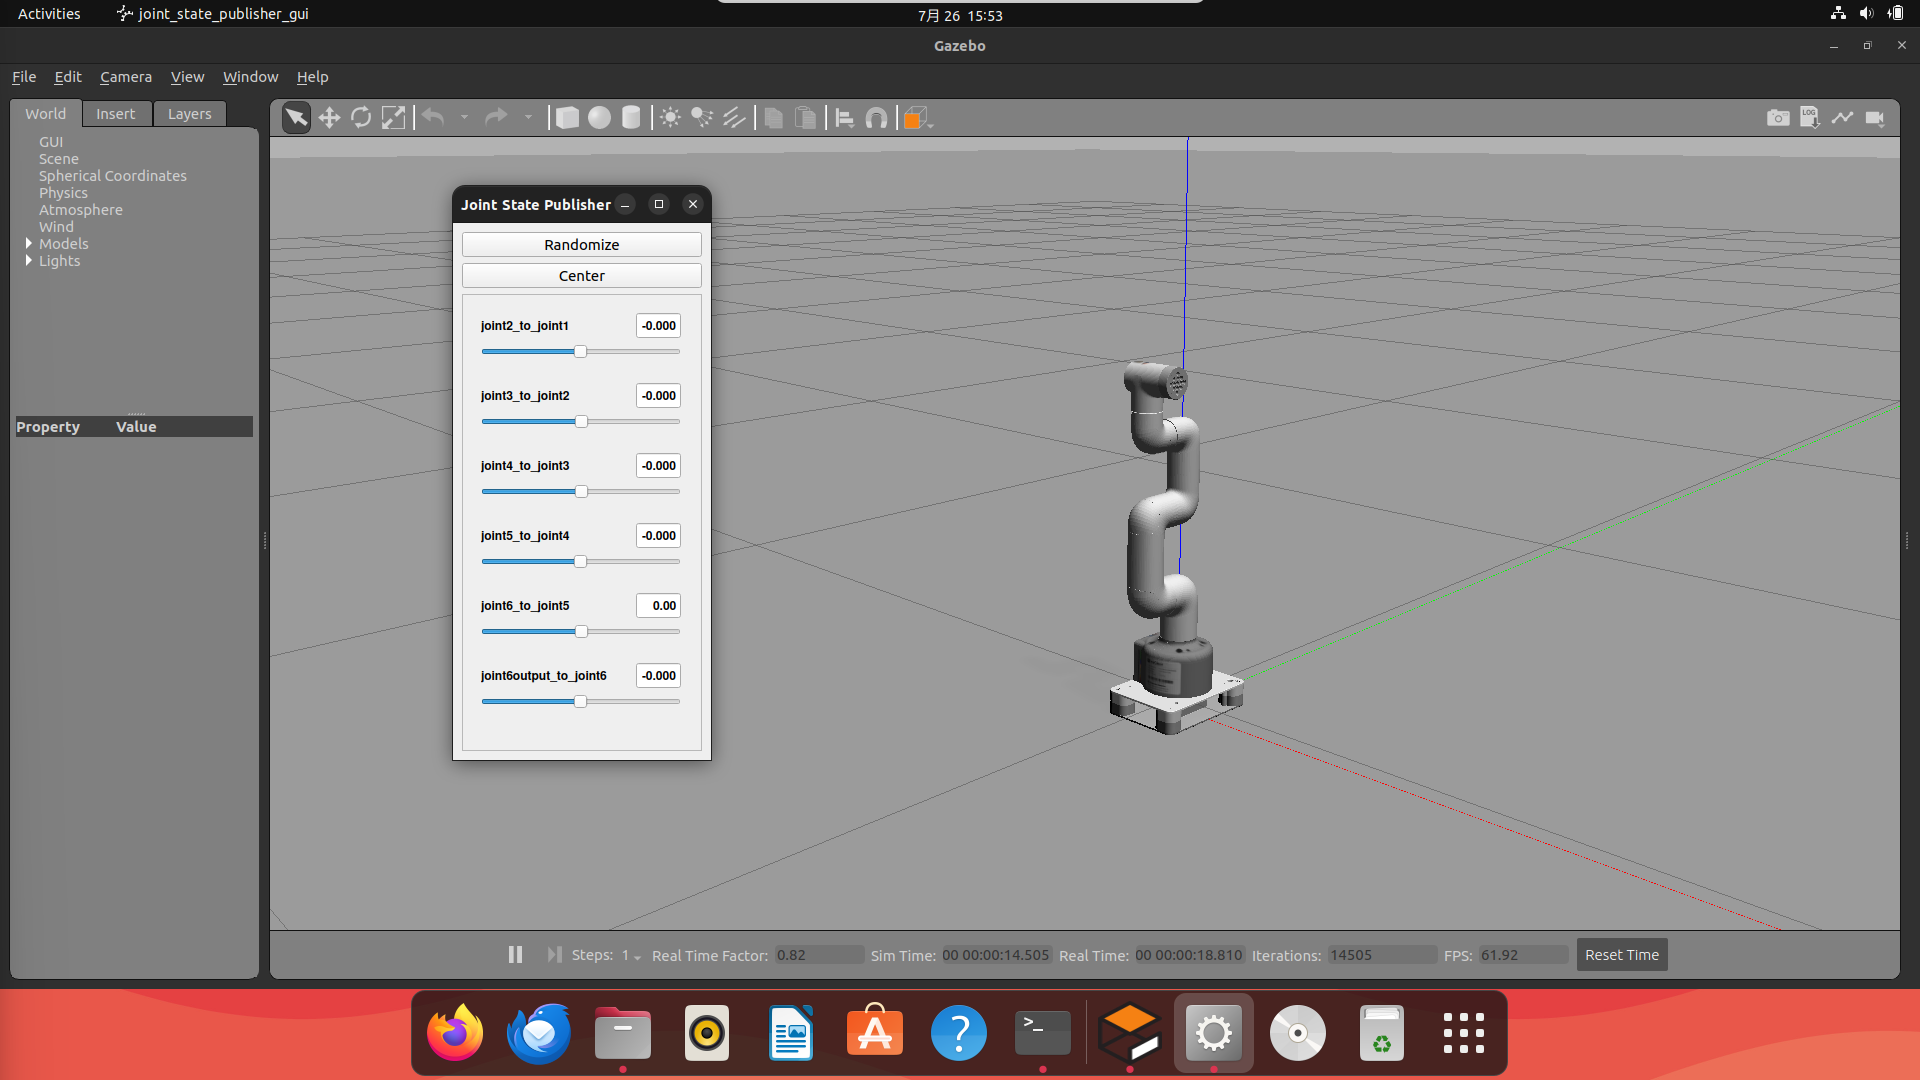 Activities
joint_state_publisher_gui
7月 26 15:53
Gazebo
File Edit Camera View Window Help
World Insert Layers
GUI
Scene
Spherical Coordinates
Physics
Atmosphere
Wind
Models
Lights
Property Value
LOG
Joint State Publisher
Randomize
Center
joint2_to_joint1 -0.000
joint3_to_joint2 -0.000
joint4_to_joint3 -0.000
joint5_to_joint4 -0.000
joint6_to_joint5 0.00
joint6output_to_joint6 -0.000
Steps: 1 Real Time Factor: 0.82 Sim Time: 00 00:00:14.505 Real Time: 00 00:00:18.810 Iterations: 14505 FPS: 61.92 Reset Time